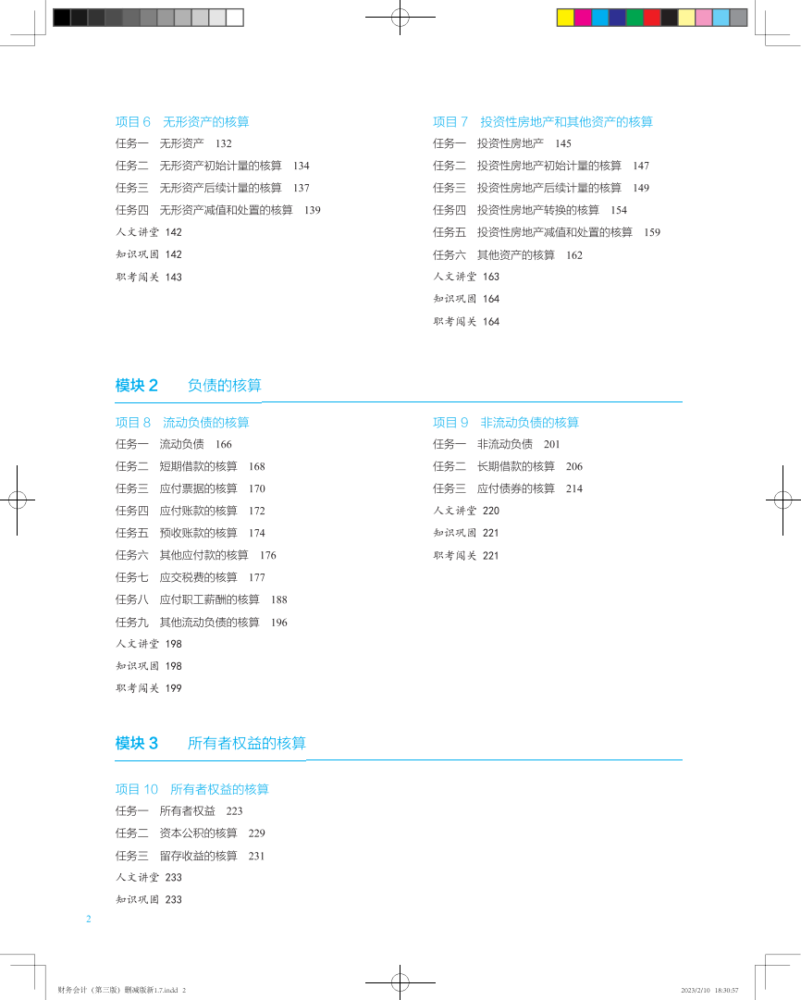 项目 6　无形资产的核算
任务一　无形资产　132
任务二　无形资产初始计量的核算　134
任务三　无形资产后续计量的核算　137
任务四　无形资产减值和处置的核算　139
人文讲堂 142
知识巩固 142
职考闯关 143
项目 7　投资性房地产和其他资产的核算
任务一　投资性房地产　145
任务二　投资性房地产初始计量的核算　147
任务三　投资性房地产后续计量的核算　149
任务四　投资性房地产转换的核算　154
任务五　投资性房地产减值和处置的核算　159
任务六　其他资产的核算　162
人文讲堂 163
知识巩固 164
职考闯关 164
模块 2　　负债的核算
项目 8　流动负债的核算
任务一　流动负债　166
任务二　短期借款的核算　168
任务三　应付票据的核算　170
任务四　应付账款的核算　172
任务五　预收账款的核算　174
任务六　其他应付款的核算　176
任务七　应交税费的核算　177
任务八　应付职工薪酬的核算　188
任务九　其他流动负债的核算　196
人文讲堂 198
知识巩固 198
职考闯关 199
项目 9　非流动负债的核算
任务一　非流动负债　201
任务二　长期借款的核算　206
任务三　应付债券的核算　214
人文讲堂 220
知识巩固 221
职考闯关 221
模块 3　　所有者权益的核算
项目 10　所有者权益的核算
任务一　所有者权益　223
任务二　资本公积的核算　229
任务三　留存收益的核算　231
人文讲堂 233
知识巩固 233
2
财务会计（第三版）删减版新1.7.indd   2
2023/2/10   18:30:57